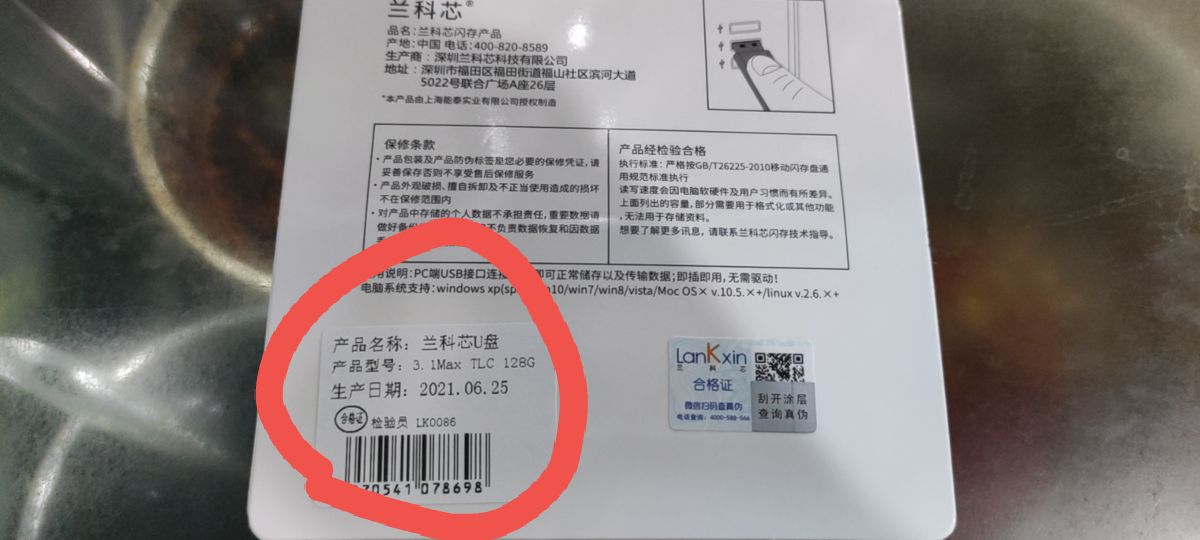 兰科芯®
品名:兰科芯闪存产品
产地:中国 电话:400-820-8589
生产商:深圳兰科芯科技有限公司
地址:深圳市福田区福田街道福山社区滨河大道
5022号联合广场A座26层
*本产品由上海能泰实业有限公司授权制造
保修条款
·产品包装及产品防伪标签是您必要的保修凭证,请
妥善保存否则不享受售后保修服务
·产品外观破损、擅自拆卸及不正当使用造成的损坏
不在保修范围内
·对产品中存储的个人数据不承担责任,重要数据请
做好备份 不负责数据恢复和因数据
产品经检验合格
执行标准:严格按GB/T26225-2010移动闪存盘通
用规范标准执行
读写速度会因电脑软硬件及用户习惯而有所差异。
上面列出的容量,部分需要用于格式化或其他功能
,无法用于存储资料。
想要了解更多讯息,请联系兰科芯闪存技术指导。
用说明:PC端USB接口连接 即可正常储存以及传输数据;即插即用,无需驱动!
电脑系统支持:windows xp(sp n10/win7/win8/vista/Moc OS× v.10.5.×+/linux v.2.6.×+
产品名称: 兰科芯U盘
产品型号: 3.1Max TLC 128G
生产日期: 2021.06.25
合格证 检验员 LK0086
70541 078698
LanKxin
兰 科 芯
合格证
微信扫码查真伪
电话查询:4000-588-566
刮开涂层
查询真伪